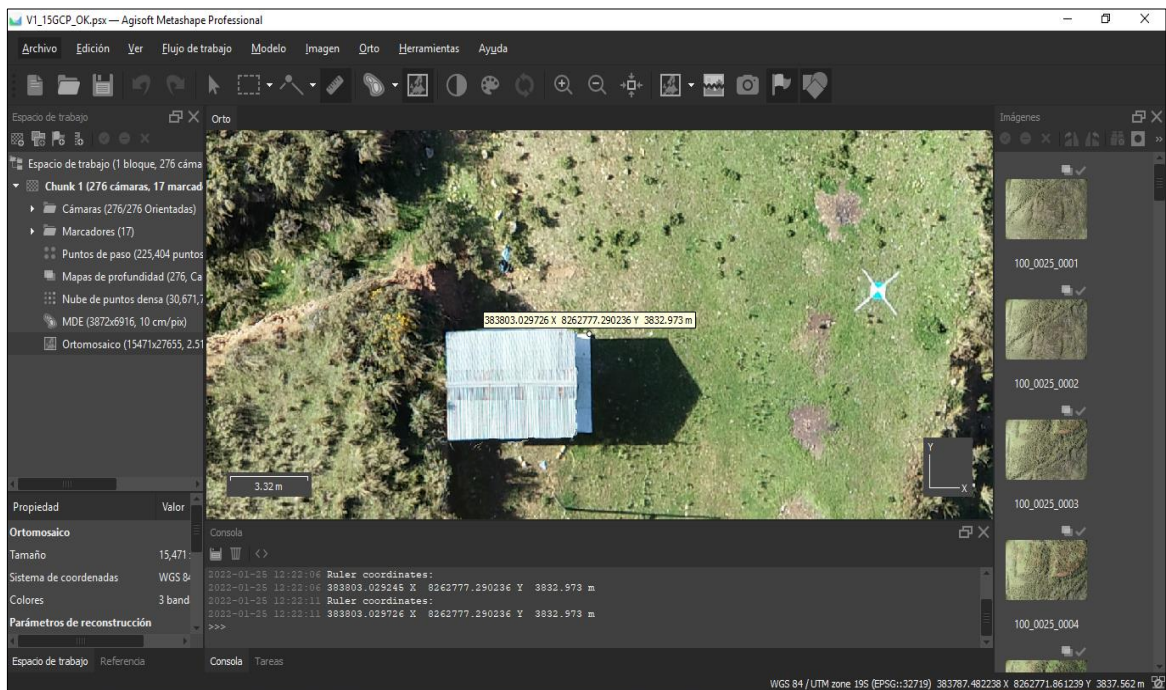 V1_15GCP_OK.psx — Agisoft Metashape Professional
Archivo Edición Ver Flujo de trabajo Modelo Imagen Orto Herramientas Ayuda
Espacio de trabajo
Orto
Imágenes
Espacio de trabajo (1 bloque, 276 cáma
Chunk 1 (276 cámaras, 17 marcad
Cámaras (276/276 Orientadas)
Marcadores (17)
Puntos de paso (225,404 puntos
Mapas de profundidad (276, Ca
Nube de puntos densa (30,671,7
MDE (3872x6916, 10 cm/pix)
Ortomosaico (15471x27655, 2.51
383803.029726 X 8262777.290236 Y 3832.973 m
3.32 m
Y
X
100_0025_0001
100_0025_0002
100_0025_0003
100_0025_0004
Propiedad Valor
Ortomosaico
Tamaño 15,471
Sistema de coordenadas WGS 84
Colores 3 band
Parámetros de reconstrucción
Espacio de trabajo Referencia
Consola
2022-01-25 12:22:06 Ruler coordinates:
2022-01-25 12:22:06 383803.029245 X 8262777.290236 Y 3832.973 m
2022-01-25 12:22:11 Ruler coordinates:
2022-01-25 12:22:11 383803.029726 X 8262777.290236 Y 3832.973 m
>>>
Consola Tareas
WGS 84 / UTM zone 19S (EPSG::32719) 383787.482238 X 8262771.861239 Y 3837.562 m